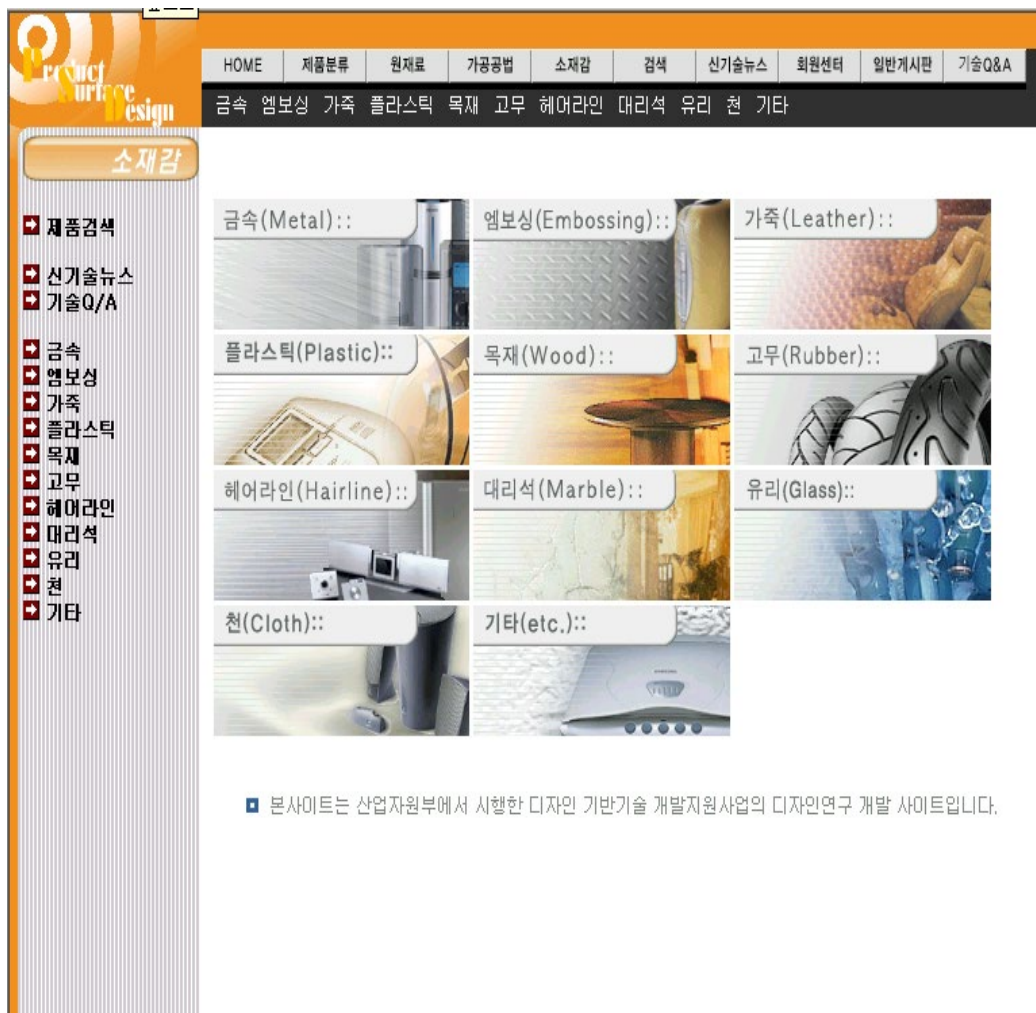 Product
Surface
Design
HOME 제품분류 원재료 가공공법 소재감 검색 신기술뉴스 회원센터 일반게시판 기술Q&A
금속 엠보싱 가죽 플라스틱 목재 고무 헤어라인 대리석 유리 천 기타
소재감
제품검색
신기술뉴스
기술Q/A
금속
엠보싱
가죽
플라스틱
목재
고무
헤어라인
대리석
유리
천
기타
금속(Metal):: 엠보싱(Embossing):: 가죽(Leather)::
플라스틱(Plastic):: 목재(Wood):: 고무(Rubber)::
헤어라인(Hairline):: 대리석(Marble):: 유리(Glass)::
천(Cloth):: 기타(etc.)::
본사이트는 산업자원부에서 시행한 디자인 기반기술 개발지원사업의 디자인연구 개발 사이트입니다.